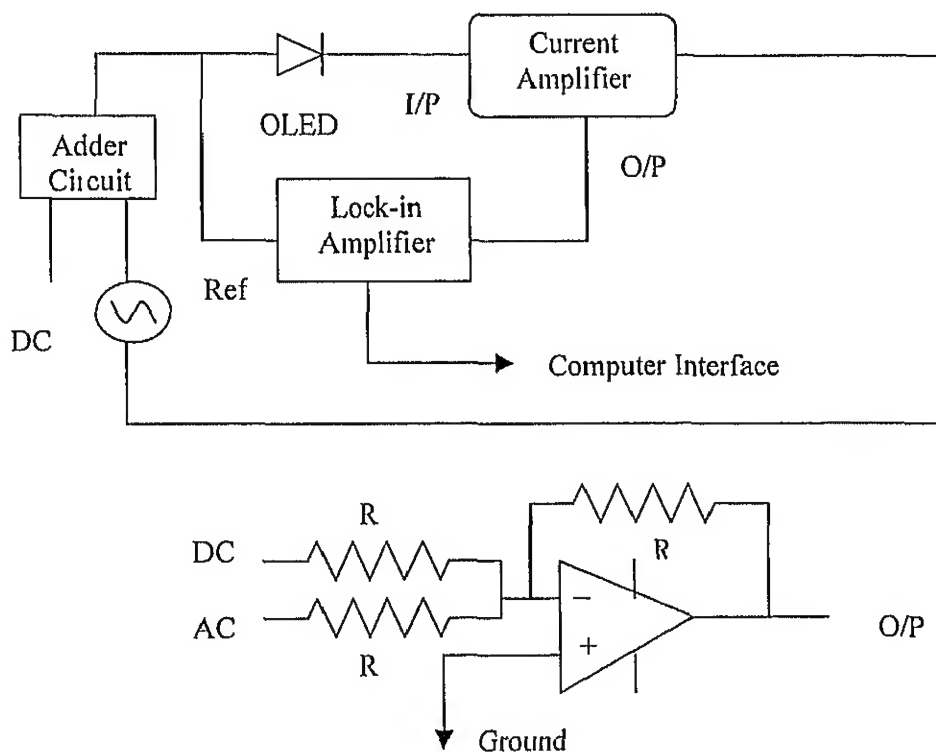 Current
Amplifier
I/P
OLED
Adder
Circuit
O/P
Lock-in
Amplifier
Ref
DC
Computer Interface
R
R
DC
AC
R
−
+
O/P
Ground